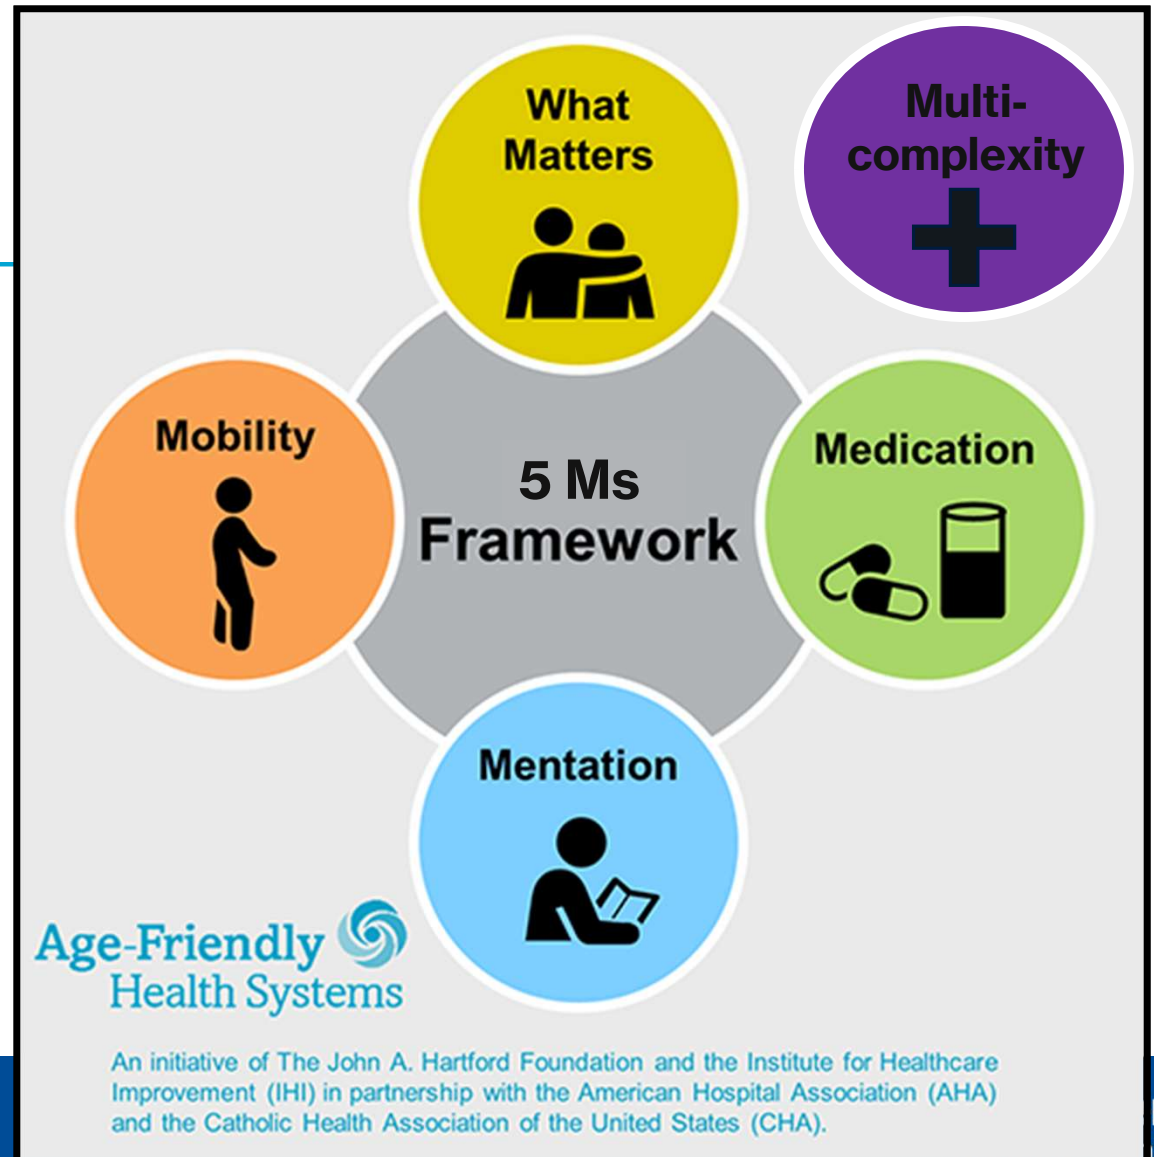 What
Matters
Multi-
complexity
Mobility
5 Ms
Framework
Medication
Mentation
Age-Friendly
Health Systems
An initiative of The John A. Hartford Foundation and the Institute for Healthcare
Improvement (IHI) in partnership with the American Hospital Association (AHA)
and the Catholic Health Association of the United States (CHA).